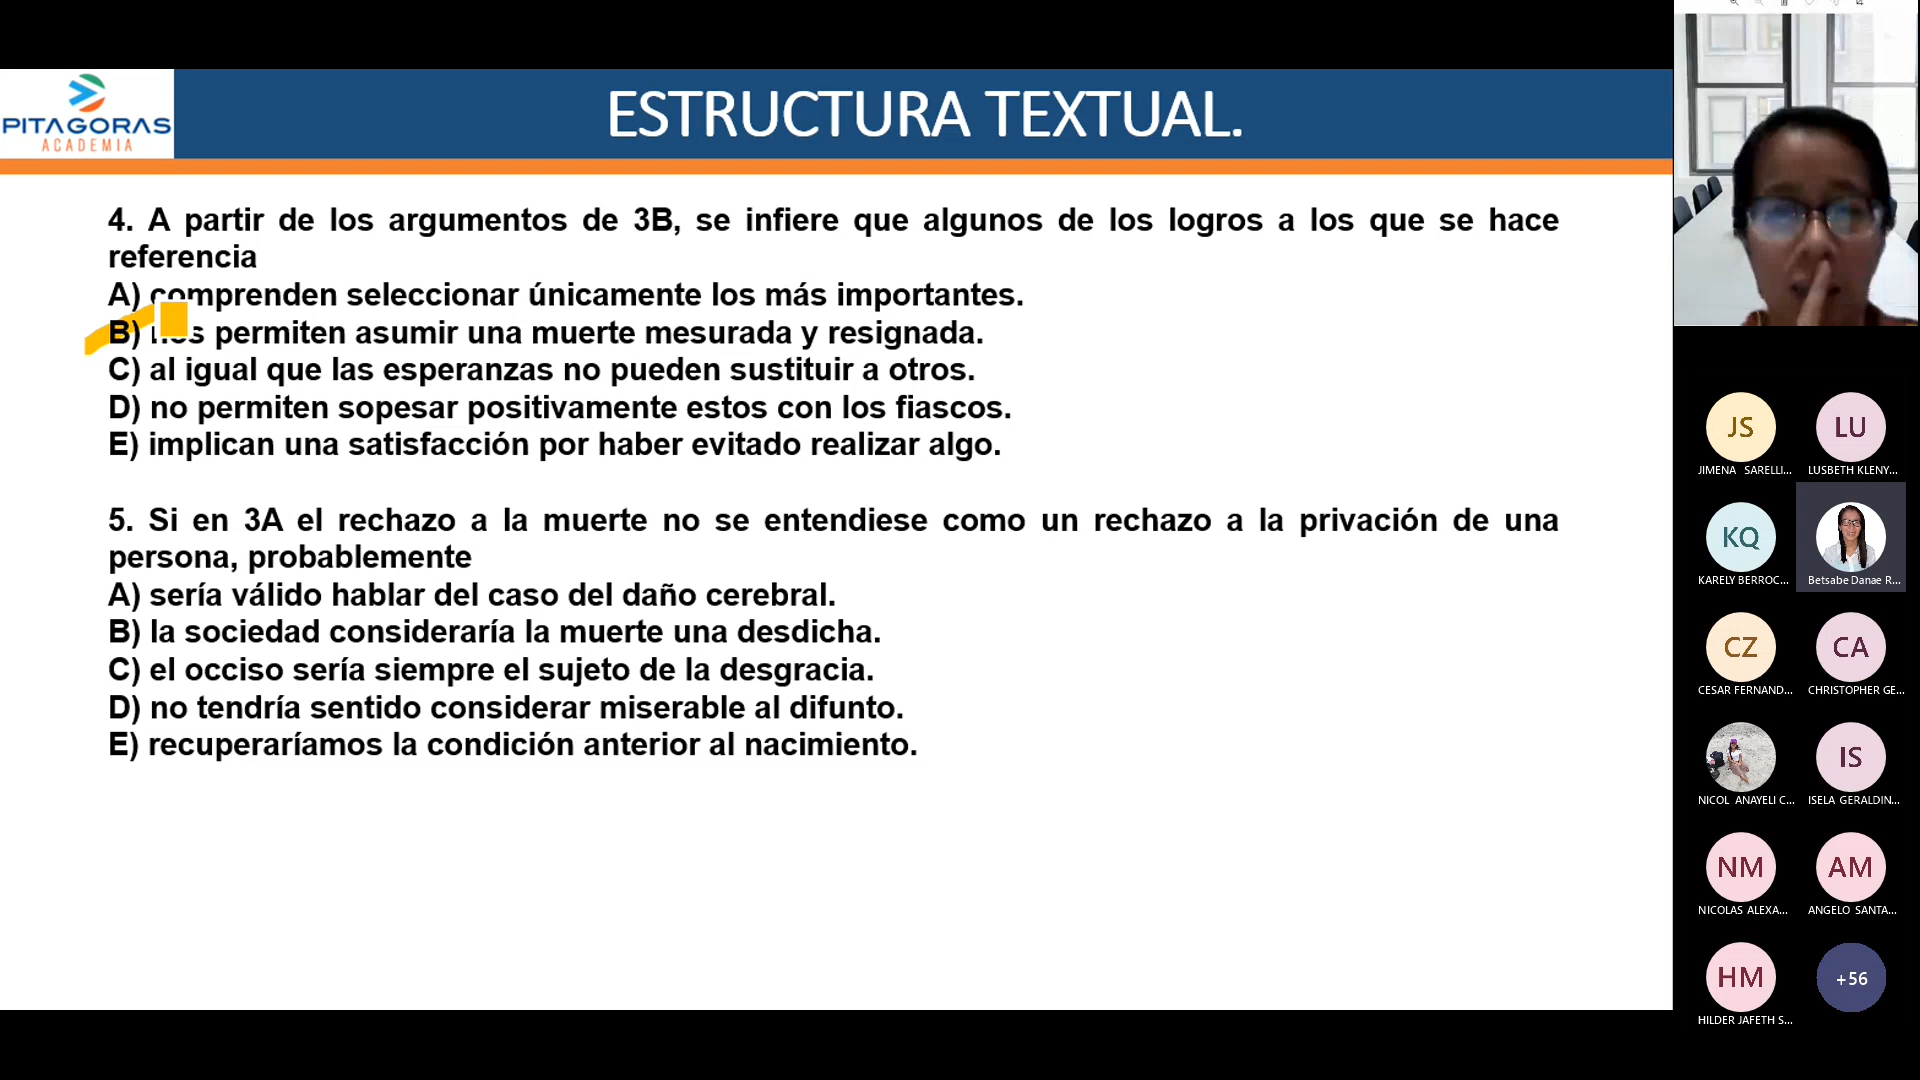 PITAGORAS
ACADEMIA
ESTRUCTURA TEXTUAL.
4. A partir de los argumentos de 3B, se infiere que algunos de los logros a los que se hace
referencia
A) comprenden seleccionar únicamente los más importantes.
B) nos permiten asumir una muerte mesurada y resignada.
C) al igual que las esperanzas no pueden sustituir a otros.
D) no permiten sopesar positivamente estos con los fiascos.
E) implican una satisfacción por haber evitado realizar algo.
5. Si en 3A el rechazo a la muerte no se entendiese como un rechazo a la privación de una
persona, probablemente
A) sería válido hablar del caso del daño cerebral.
B) la sociedad consideraría la muerte una desdicha.
C) el occiso sería siempre el sujeto de la desgracia.
D) no tendría sentido considerar miserable al difunto.
E) recuperaríamos la condición anterior al nacimiento.
JS
LU
JIMENA SARELLI...
LUSBETH KLENY...
KQ
KARELY BERROC...
Betsabe Danae R...
CZ
CA
CESAR FERNAND...
CHRISTOPHER GE...
IS
NICOL ANAYELI C...
ISELA GERALDIN...
NM
AM
NICOLAS ALEXA...
ANGELO SANTA...
HM
+56
HILDER JAFETH S...